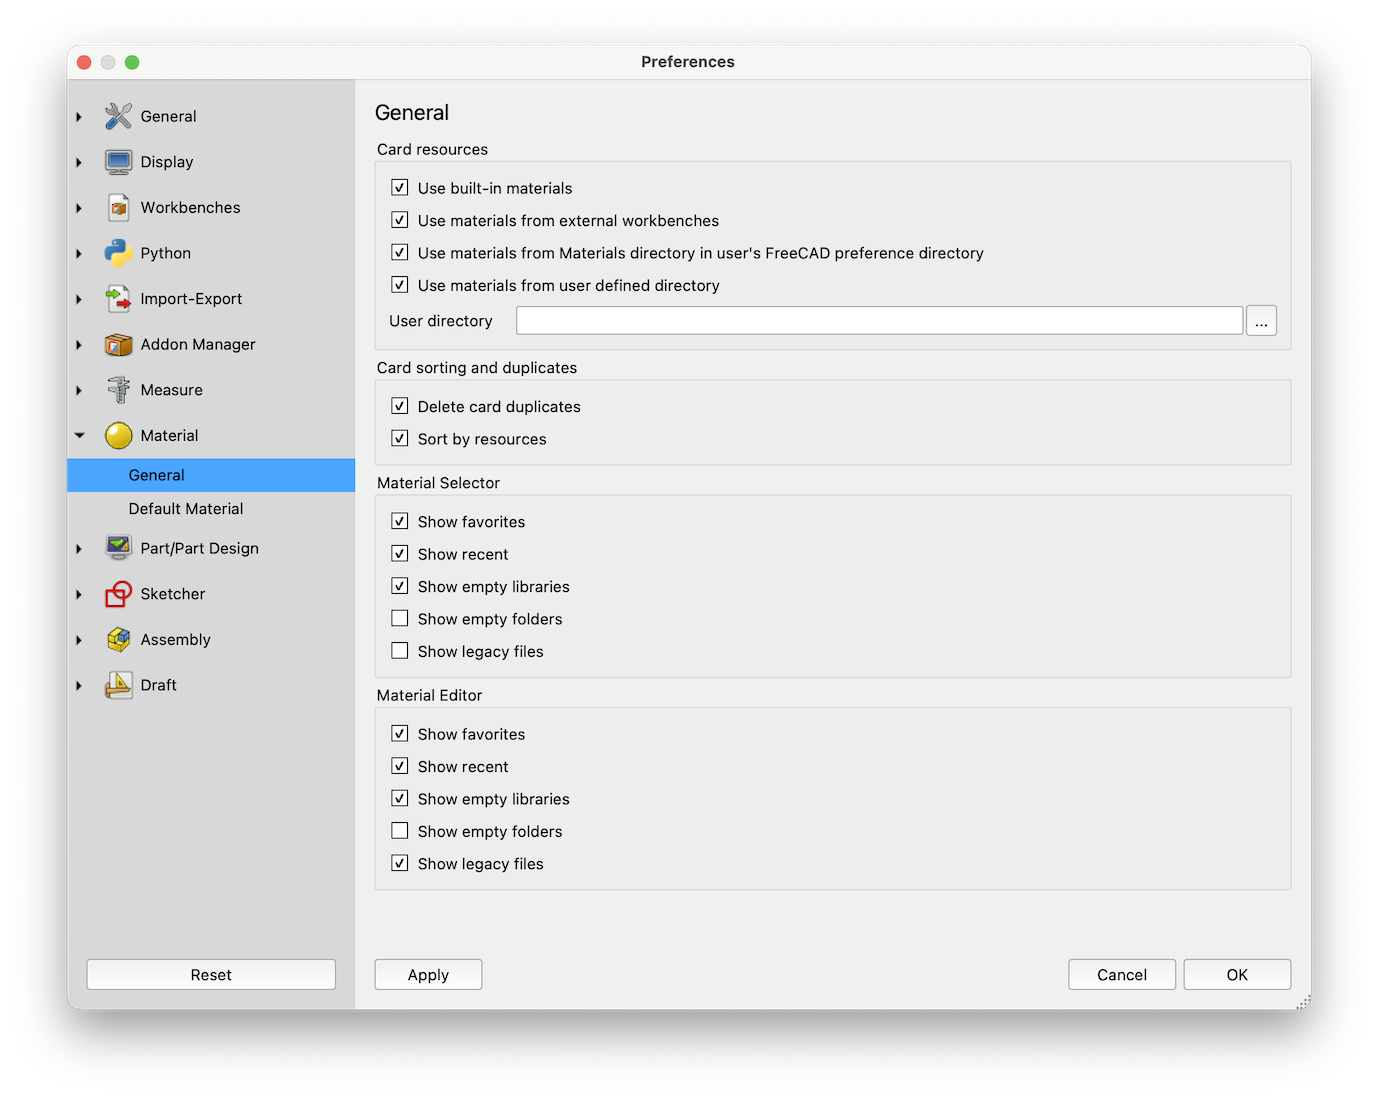 Preferences
General
Display
Workbenches
Python
Import-Export
Addon Manager
Measure
Material
General
Default Material
Part/Part Design
Sketcher
Assembly
Draft
Reset
General
Card resources
Use built-in materials
Use materials from external workbenches
Use materials from Materials directory in user's FreeCAD preference directory
Use materials from user defined directory
User directory ...
Card sorting and duplicates
Delete card duplicates
Sort by resources
Material Selector
Show favorites
Show recent
Show empty libraries
Show empty folders
Show legacy files
Material Editor
Show favorites
Show recent
Show empty libraries
Show empty folders
Show legacy files
Apply Cancel OK